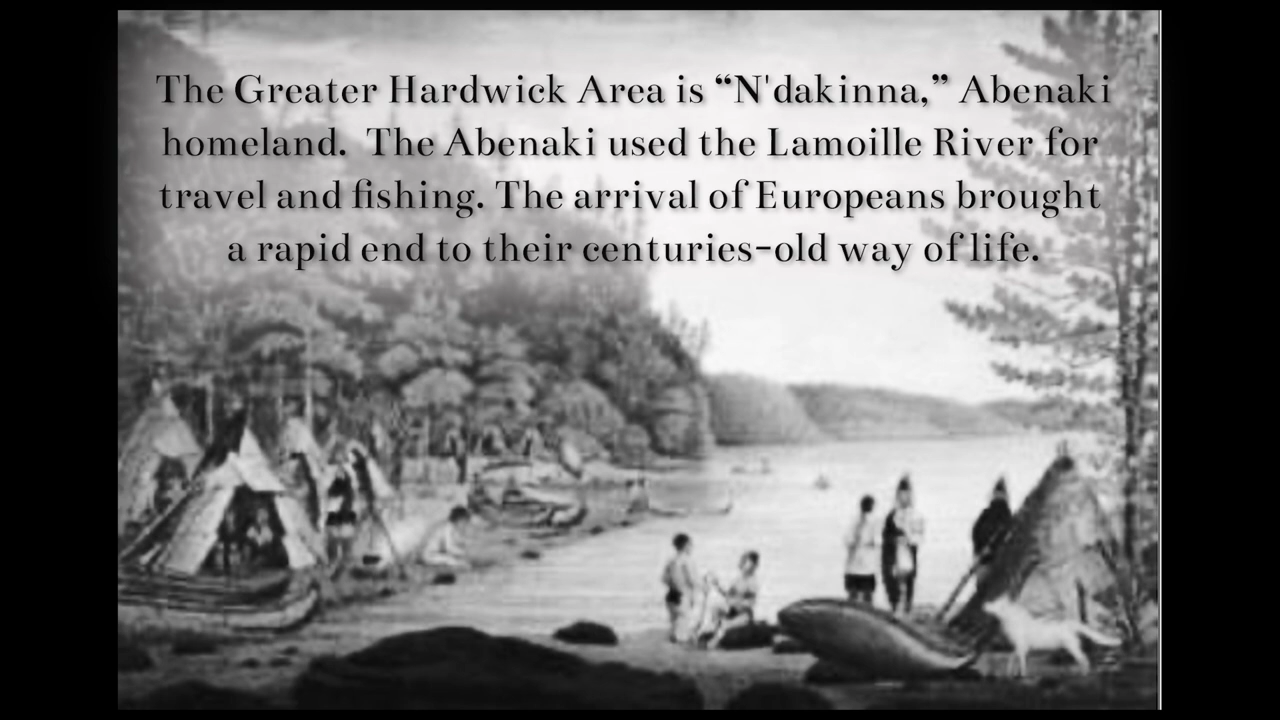 The Greater Hardwick Area is “N'dakinna,” Abenaki
homeland.  The Abenaki used the Lamoille River for
travel and fishing. The arrival of Europeans brought
a rapid end to their centuries-old way of life.